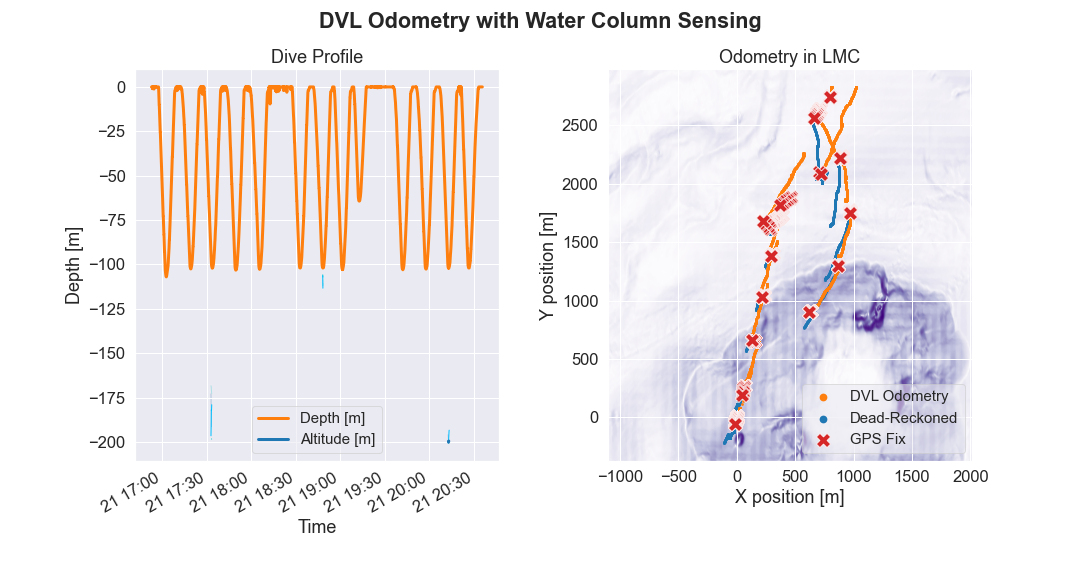 DVL Odometry with Water Column Sensing
Dive Profile
Depth [m]
0
−25
−50
−75
−100
−125
−150
−175
−200
Depth [m]
Altitude [m]
21 17:00
21 17:30
21 18:00
21 18:30
21 19:00
21 19:30
21 20:00
21 20:30
Time
Odometry in LMC
Y position [m]
2500
2000
1500
1000
500
0
DVL Odometry
Dead-Reckoned
GPS Fix
−1000 −500 0 500 1000 1500 2000
X position [m]